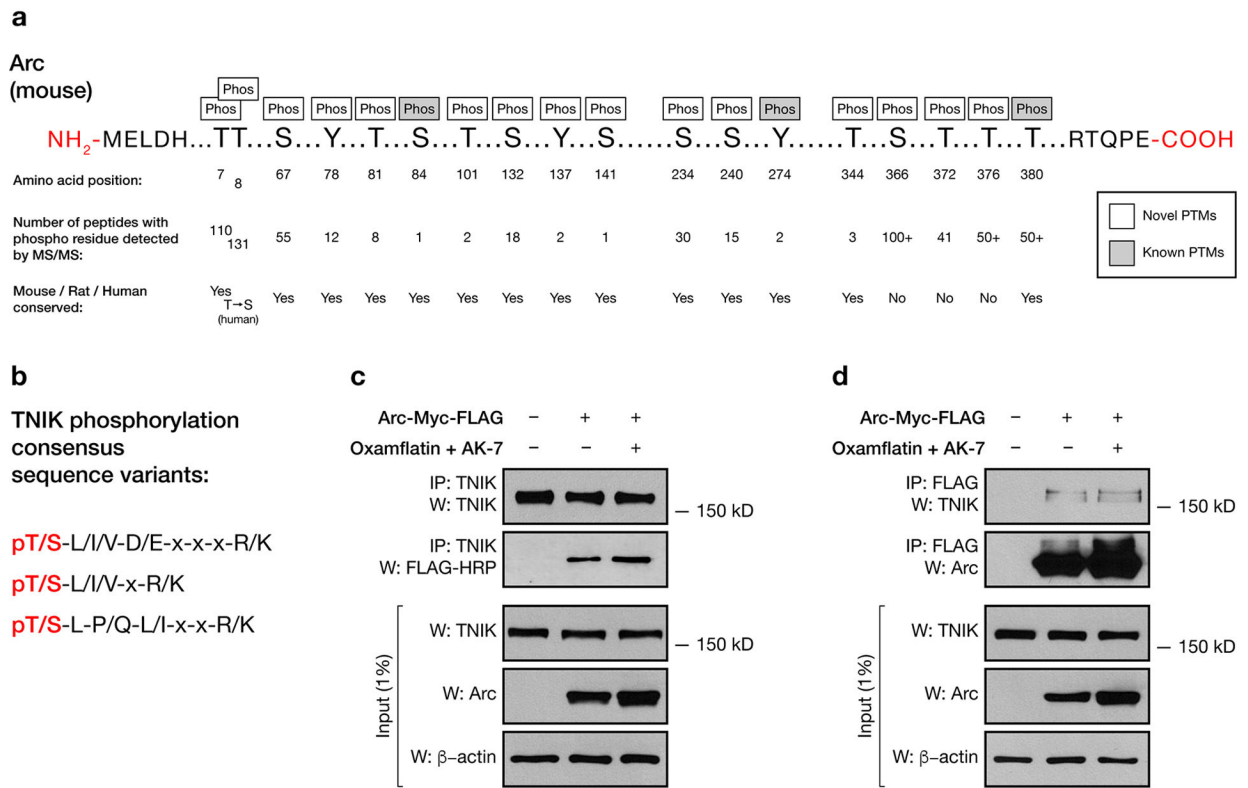 a
Arc
(mouse)
Phos
Phos Phos Phos Phos Phos Phos Phos Phos Phos Phos Phos Phos Phos Phos Phos Phos Phos
NH2-MELDH...TT...S...Y...T...S...T...S...Y...S......S...S...Y......T...S...T...T...T...RTQPE-COOH
Amino acid position: 7 8 67 78 81 84 101 132 137 141 234 240 274 344 366 372 376 380
Number of peptides with
phospho residue detected
by MS/MS:
110 131 55 12 8 1 2 18 2 1 30 15 2 3 100+ 41 50+ 50+
Mouse / Rat / Human
conserved:
Yes T→S Yes Yes Yes Yes Yes Yes Yes Yes Yes Yes Yes Yes No No No Yes
(human)
Novel PTMs
Known PTMs
b
TNIK phosphorylation
consensus
sequence variants:
pT/S-L/I/V-D/E-x-x-x-R/K
pT/S-L/I/V-x-R/K
pT/S-L-P/Q-L/I-x-x-R/K
c
Arc-Myc-FLAG – + +
Oxamflatin + AK-7 – – +
IP: TNIK
W: TNIK
– 150 kD
IP: TNIK
W: FLAG-HRP
Input (1%)
W: TNIK
– 150 kD
W: Arc
W: β–actin
d
Arc-Myc-FLAG – + +
Oxamflatin + AK-7 – – +
IP: FLAG
W: TNIK
– 150 kD
IP: FLAG
W: Arc
Input (1%)
W: TNIK
– 150 kD
W: Arc
W: β–actin